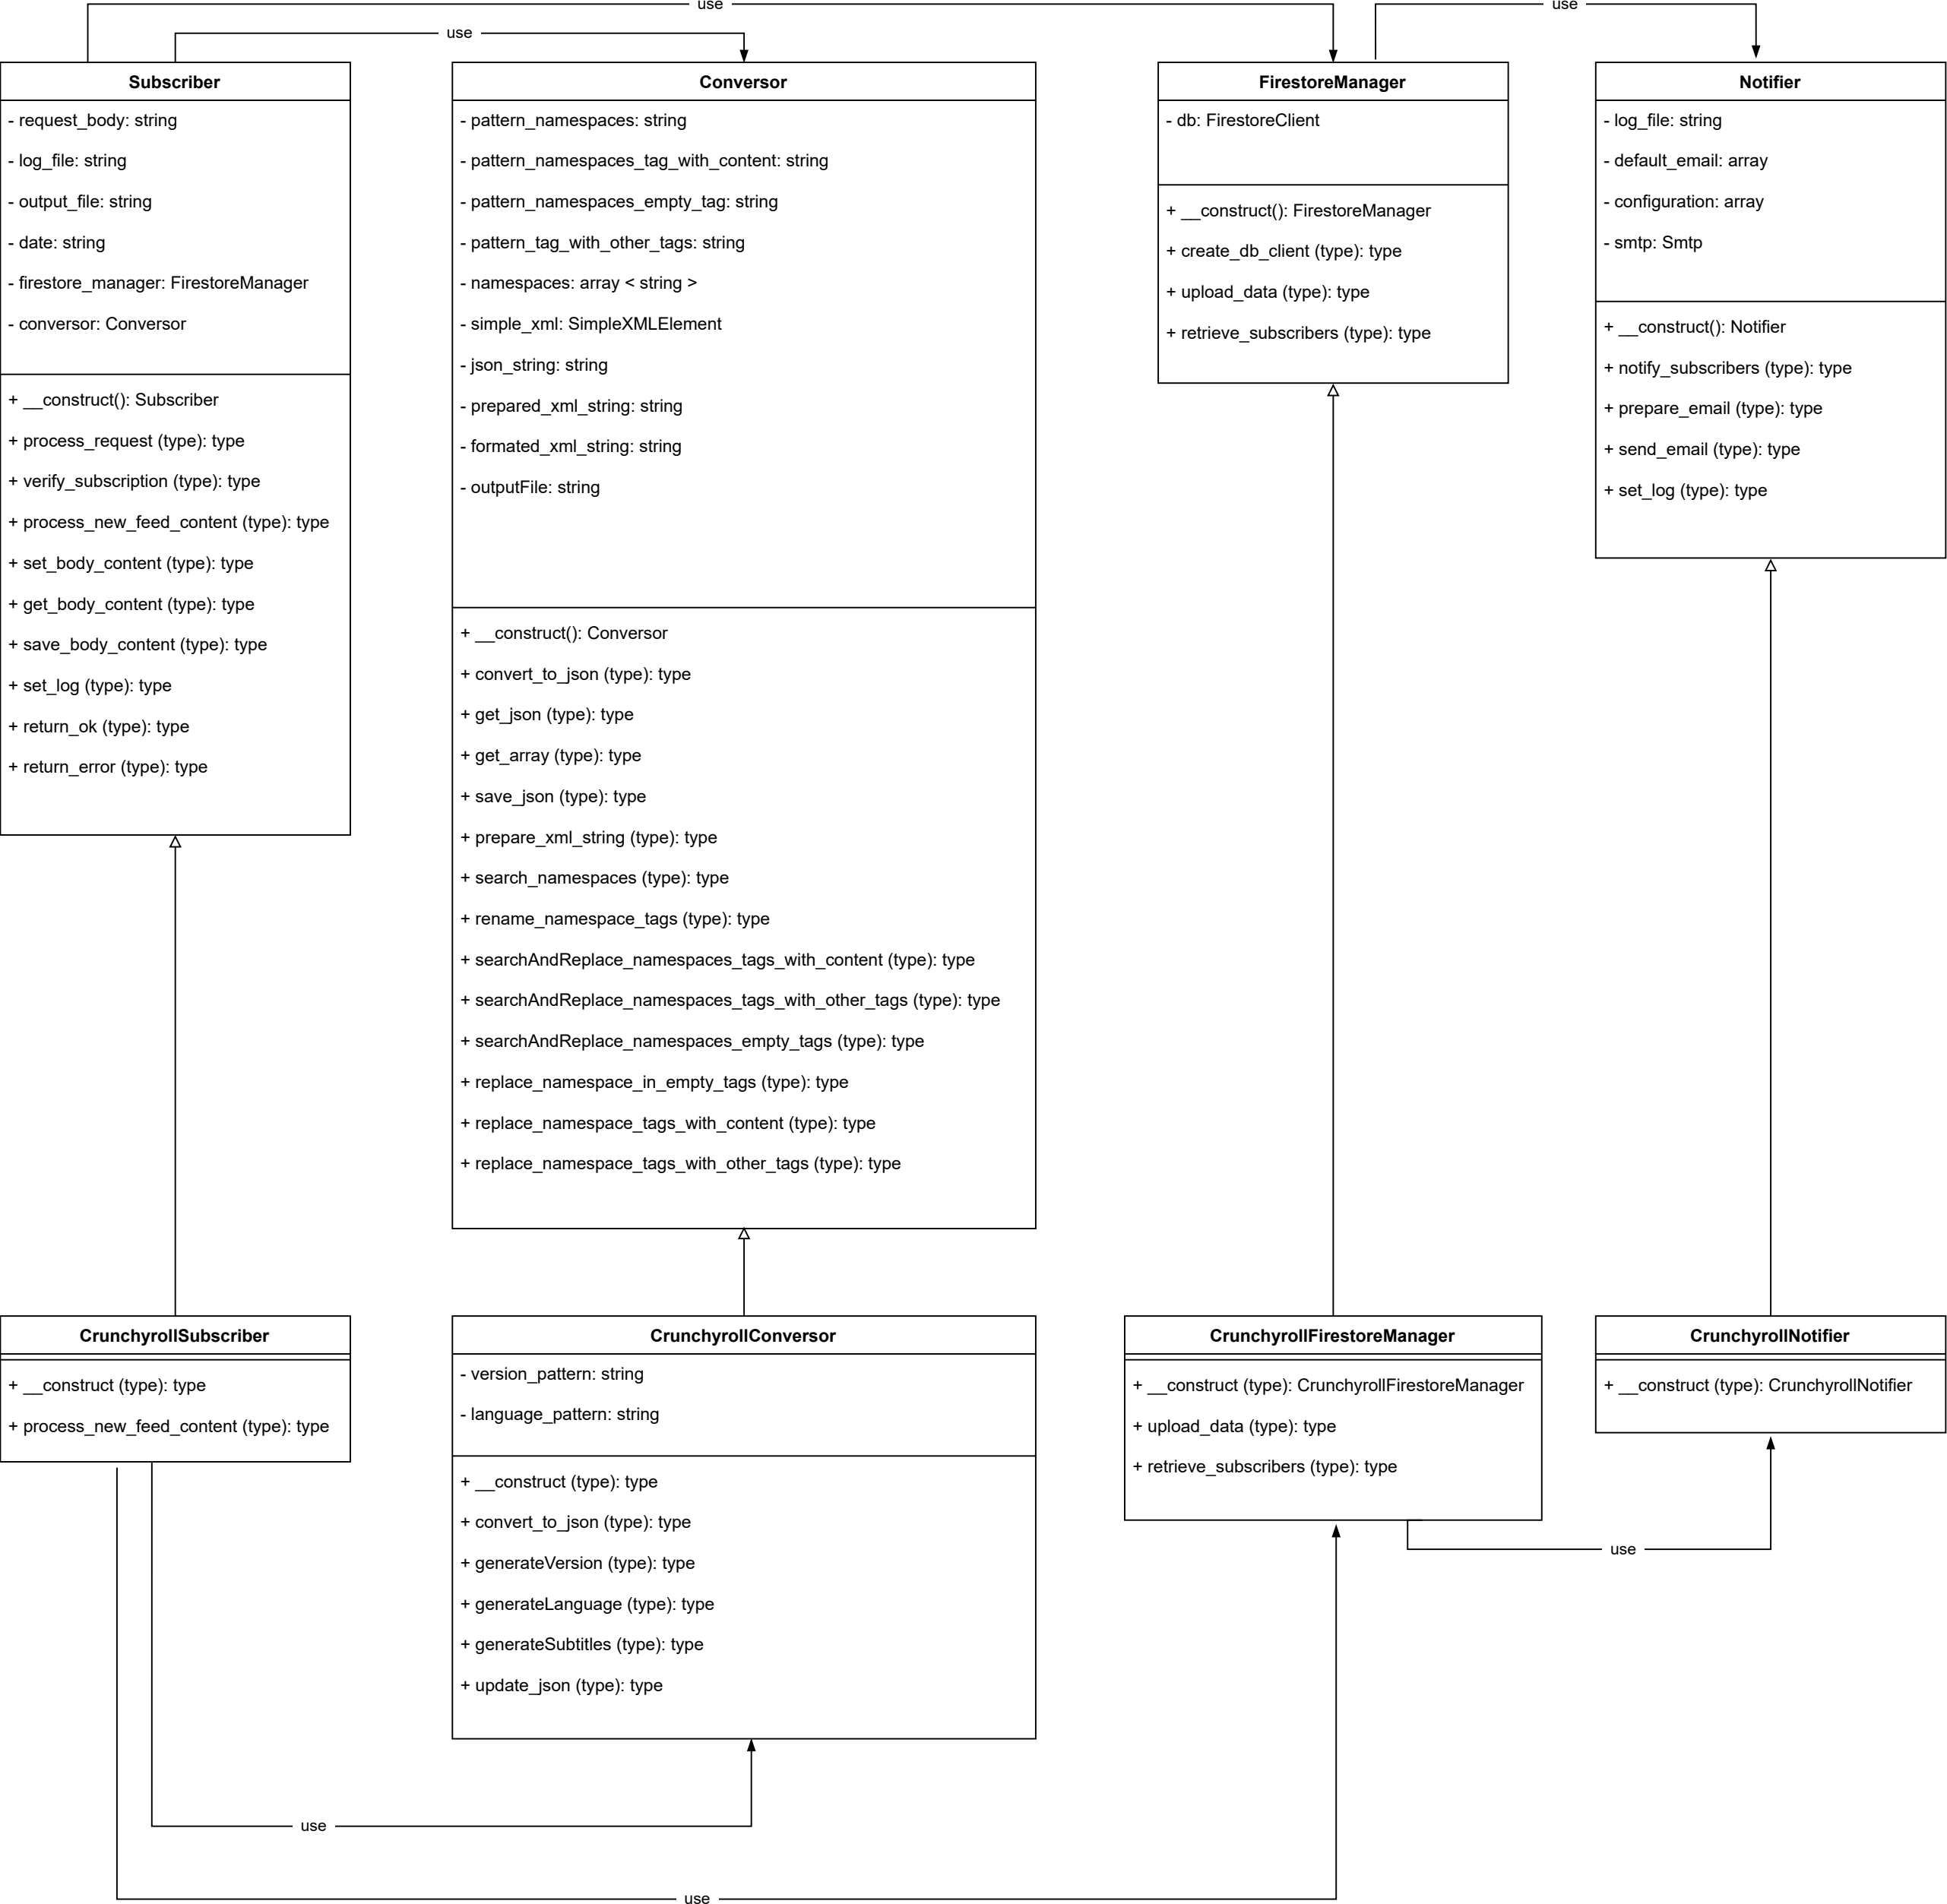 use
use
use
Subscriber
- request_body: string
- log_file: string
- output_file: string
- date: string
- firestore_manager: FirestoreManager
- conversor: Conversor
+ __construct(): Subscriber
+ process_request (type): type
+ verify_subscription (type): type
+ process_new_feed_content (type): type
+ set_body_content (type): type
+ get_body_content (type): type
+ save_body_content (type): type
+ set_log (type): type
+ return_ok (type): type
+ return_error (type): type
Conversor
- pattern_namespaces: string
- pattern_namespaces_tag_with_content: string
- pattern_namespaces_empty_tag: string
- pattern_tag_with_other_tags: string
- namespaces: array < string >
- simple_xml: SimpleXMLElement
- json_string: string
- prepared_xml_string: string
- formated_xml_string: string
- outputFile: string
+ __construct(): Conversor
+ convert_to_json (type): type
+ get_json (type): type
+ get_array (type): type
+ save_json (type): type
+ prepare_xml_string (type): type
+ search_namespaces (type): type
+ rename_namespace_tags (type): type
+ searchAndReplace_namespaces_tags_with_content (type): type
+ searchAndReplace_namespaces_tags_with_other_tags (type): type
+ searchAndReplace_namespaces_empty_tags (type): type
+ replace_namespace_in_empty_tags (type): type
+ replace_namespace_tags_with_content (type): type
+ replace_namespace_tags_with_other_tags (type): type
FirestoreManager
- db: FirestoreClient
+ __construct(): FirestoreManager
+ create_db_client (type): type
+ upload_data (type): type
+ retrieve_subscribers (type): type
Notifier
- log_file: string
- default_email: array
- configuration: array
- smtp: Smtp
+ __construct(): Notifier
+ notify_subscribers (type): type
+ prepare_email (type): type
+ send_email (type): type
+ set_log (type): type
CrunchyrollSubscriber
+ __construct (type): type
+ process_new_feed_content (type): type
CrunchyrollConversor
- version_pattern: string
- language_pattern: string
+ __construct (type): type
+ convert_to_json (type): type
+ generateVersion (type): type
+ generateLanguage (type): type
+ generateSubtitles (type): type
+ update_json (type): type
CrunchyrollFirestoreManager
+ __construct (type): CrunchyrollFirestoreManager
+ upload_data (type): type
+ retrieve_subscribers (type): type
CrunchyrollNotifier
+ __construct (type): CrunchyrollNotifier
use
use
use